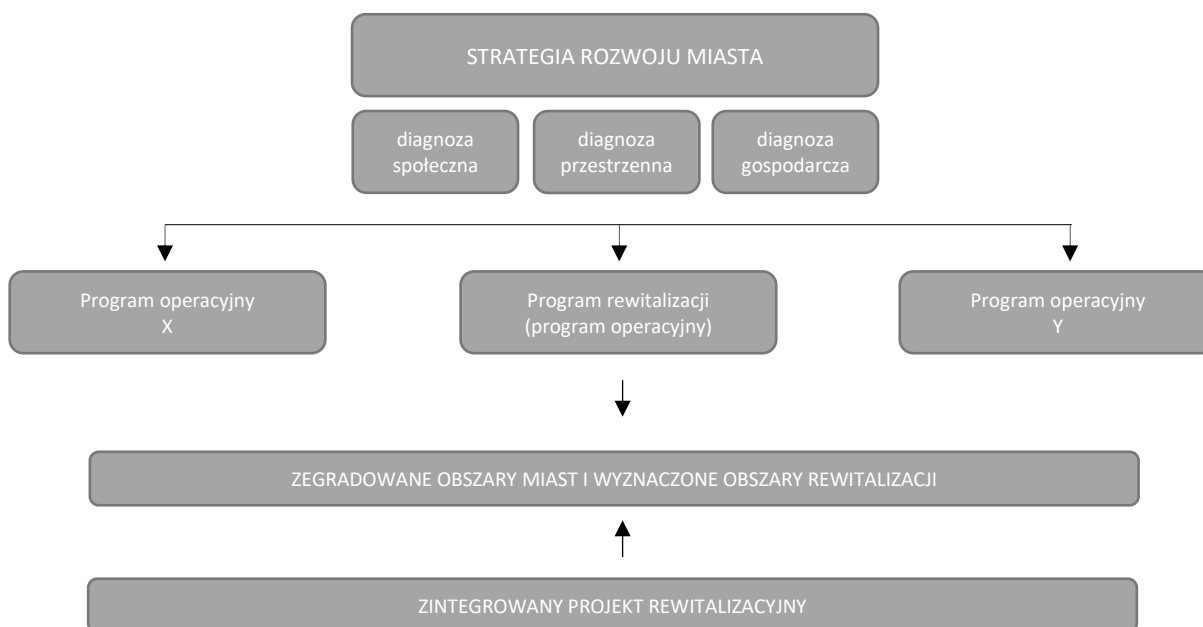 STRATEGIA ROZWOJU MIASTA
diagnoza
społeczna
diagnoza
przestrzenna
diagnoza
gospodarcza
Program operacyjny
X
Program rewitalizacji
(program operacyjny)
Program operacyjny
Y
ZEGRADOWANE OBSZARY MIAST I WYZNACZONE OBSZARY REWITALIZACJI
ZINTEGROWANY PROJEKT REWITALIZACYJNY